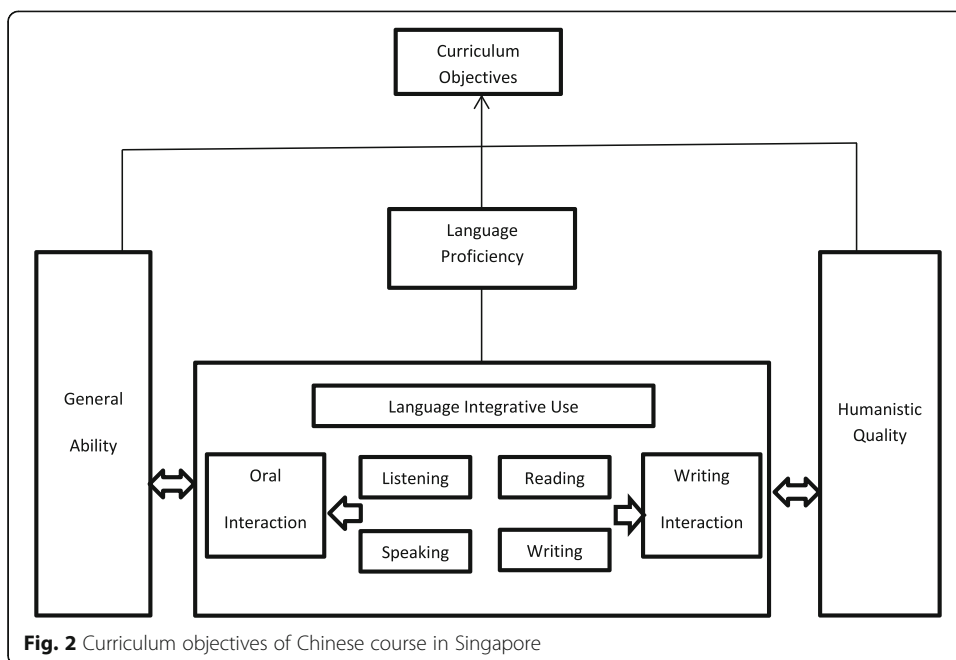 Curriculum
Objectives
Language
Proficiency
General
Ability
Language Integrative Use
Humanistic
Quality
Oral
Interaction
Listening
Speaking
Reading
Writing
Writing
Interaction
Fig. 2 Curriculum objectives of Chinese course in Singapore